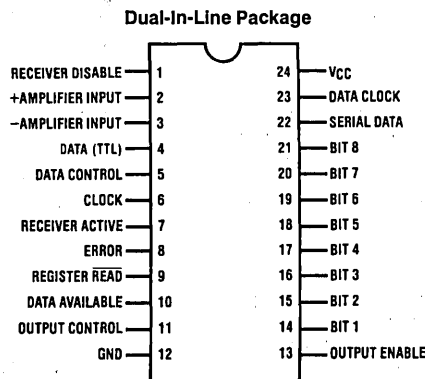 Dual-In-Line Package
RECEIVER DISABLE 1 24 VCC
+AMPLIFIER INPUT 2 23 DATA CLOCK
−AMPLIFIER INPUT 3 22 SERIAL DATA
DATA (TTL) 4 21 BIT 8
DATA CONTROL 5 20 BIT 7
CLOCK 6 19 BIT 6
RECEIVER ACTIVE 7 18 BIT 5
ERROR 8 17 BIT 4
REGISTER READ 9 16 BIT 3
DATA AVAILABLE 10 15 BIT 2
OUTPUT CONTROL 11 14 BIT 1
GND 12 13 OUTPUT ENABLE